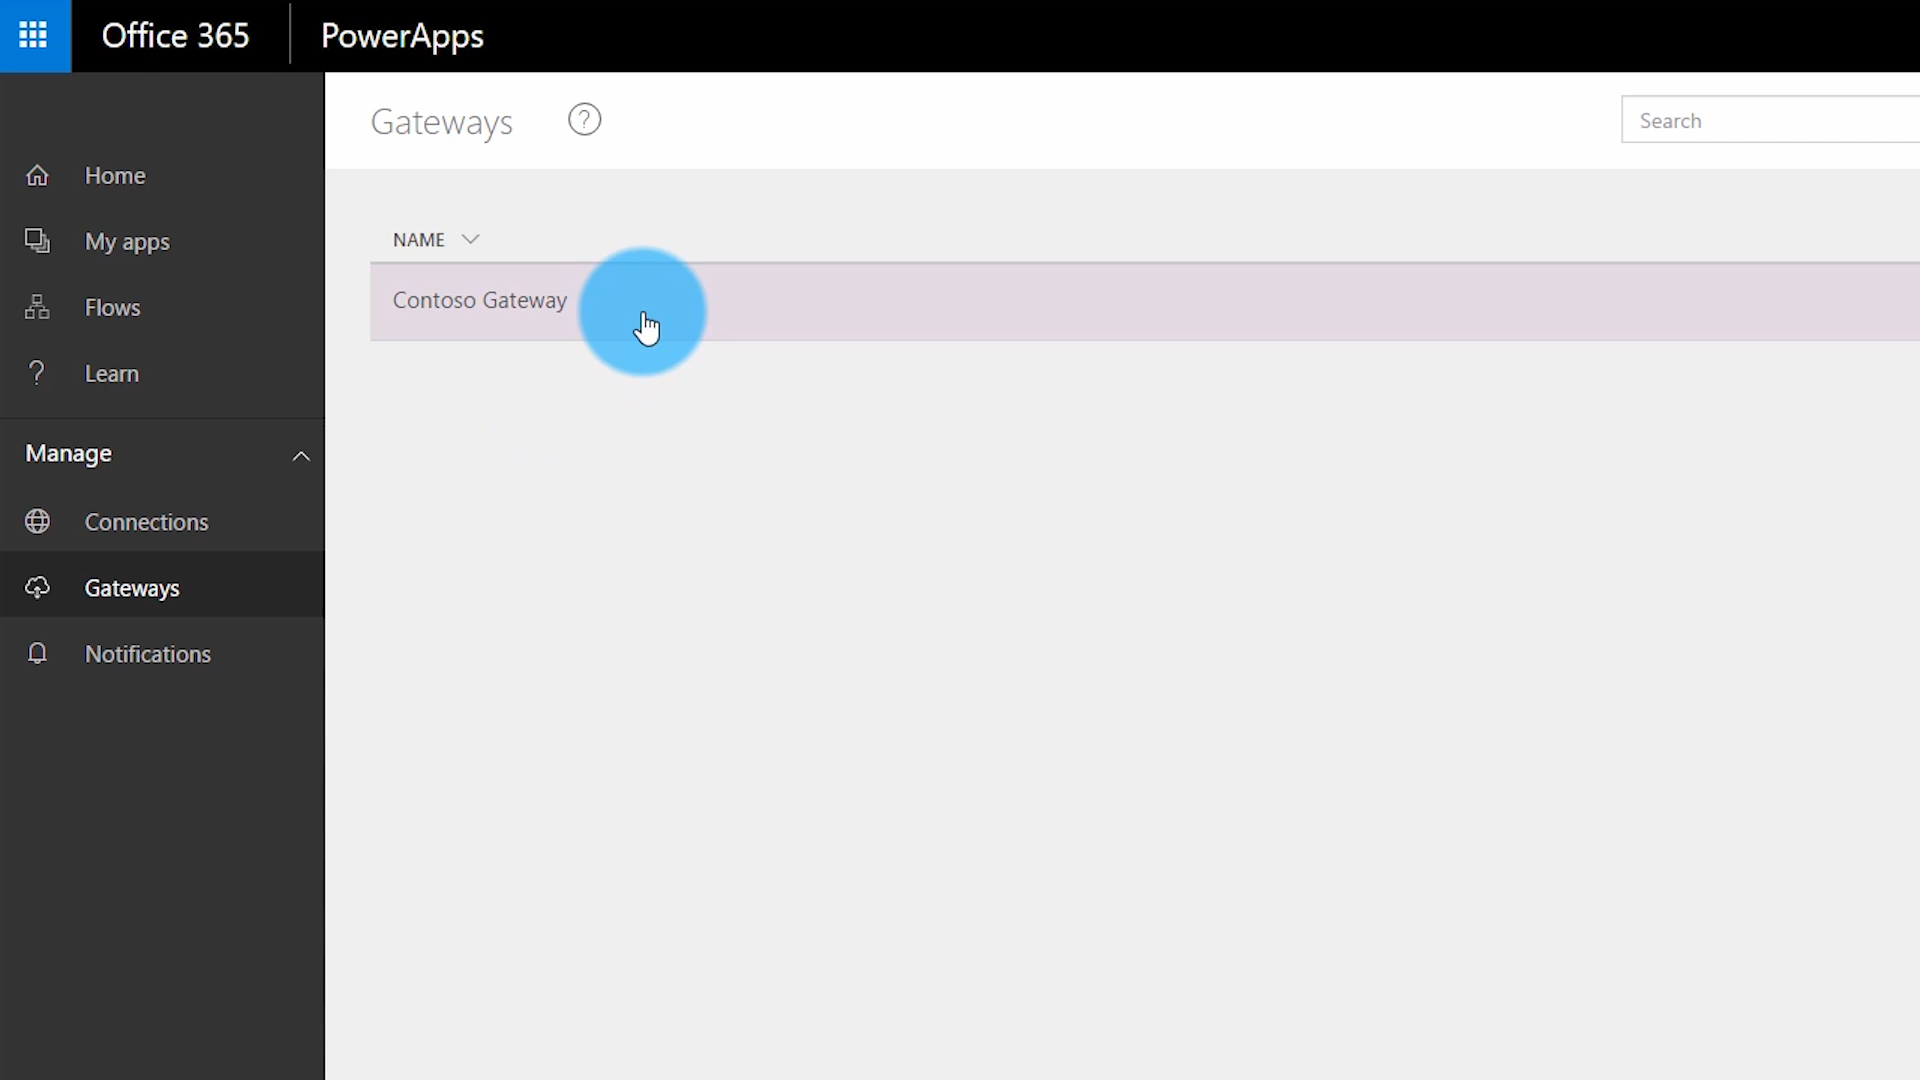 Office 365
PowerApps
Gateways
Search
Home
My apps
Flows
Learn
Manage
Connections
Gateways
Notifications
NAME
Contoso Gateway